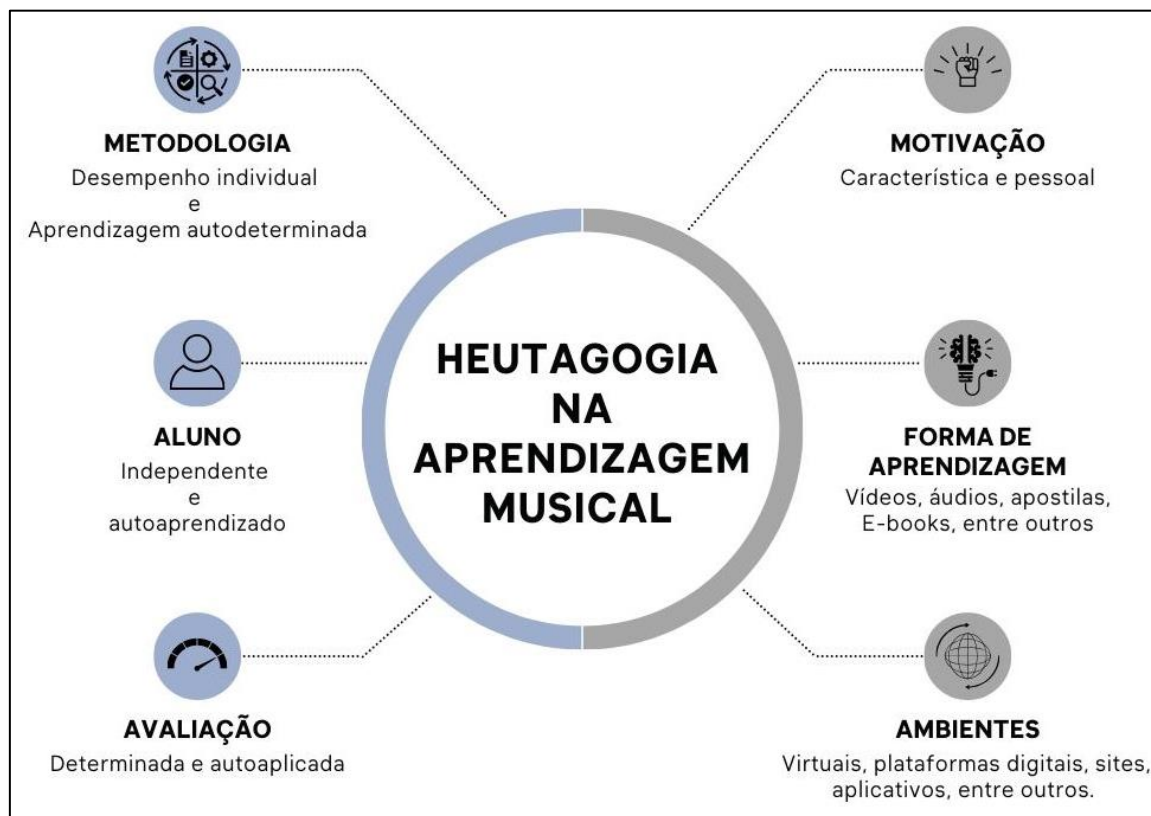 METODOLOGIA
Desempenho individual
e
Aprendizagem autodeterminada
ALUNO
Independente
e
autoaprendizado
AVALIAÇÃO
Determinada e autoaplicada
HEUTAGOGIA
NA
APRENDIZAGEM
MUSICAL
MOTIVAÇÃO
Característica e pessoal
FORMA DE
APRENDIZAGEM
Vídeos, áudios, apostilas,
E-books, entre outros
AMBIENTES
Virtuais, plataformas digitais, sites,
aplicativos, entre outros.